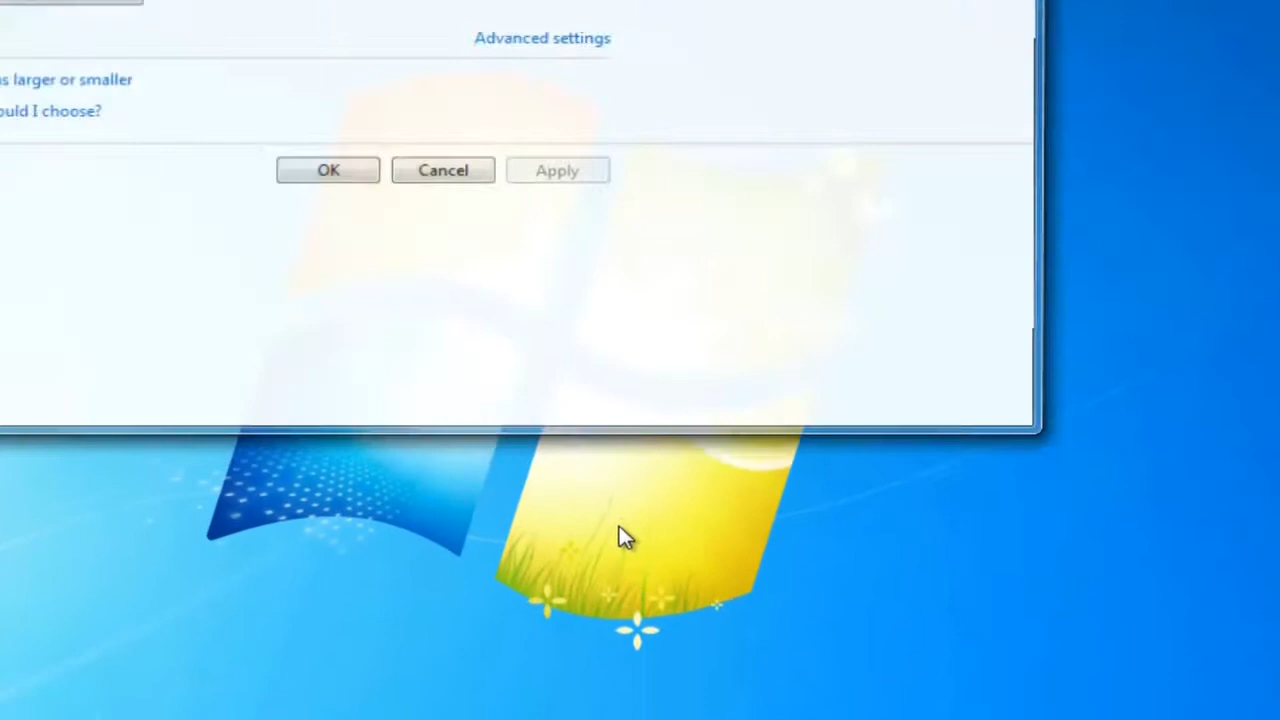 Advanced settings
s larger or smaller
ould I choose?
OK Cancel Apply